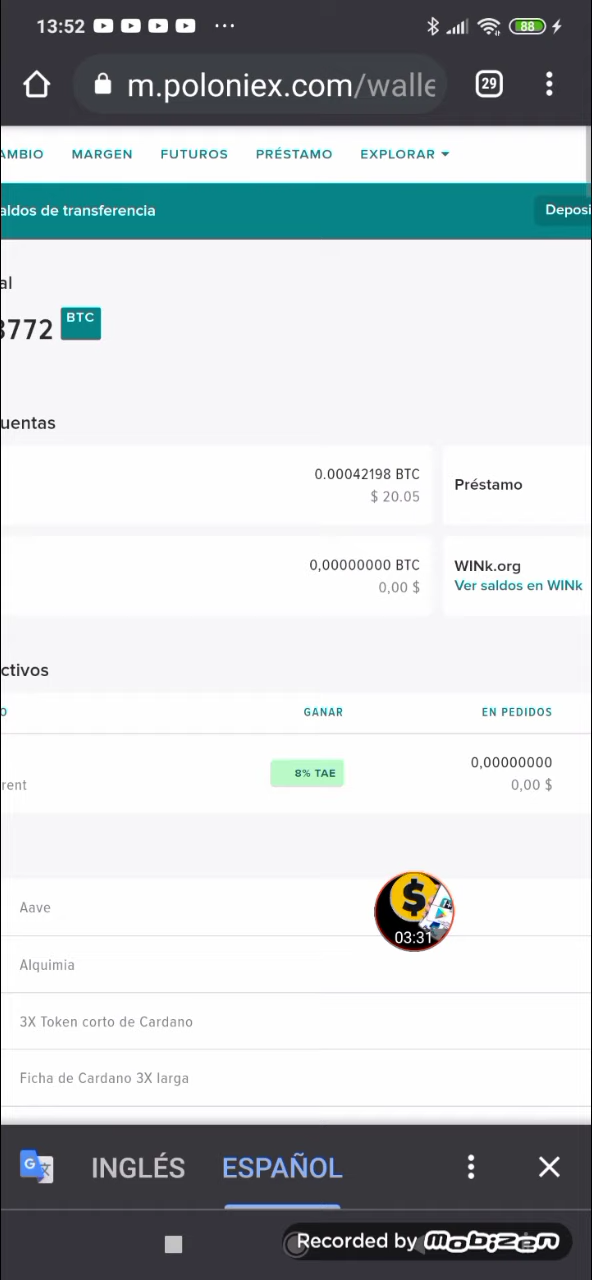 13:52
88
m.poloniex.com/walle
29
AMBIO MARGEN FUTUROS PRÉSTAMO EXPLORAR
aldos de transferencia
Deposi
al
3772 BTC
uentas
0.00042198 BTC
$ 20.05
Préstamo
0,00000000 BTC
0,00 $
WINk.org
Ver saldos en WINk
ctivos
O GANAR EN PEDIDOS
rent
8% TAE
0,00000000
0,00 $
Aave
03:31
Alquimia
3X Token corto de Cardano
Ficha de Cardano 3X larga
INGLÉS ESPAÑOL
Recorded by mobizen